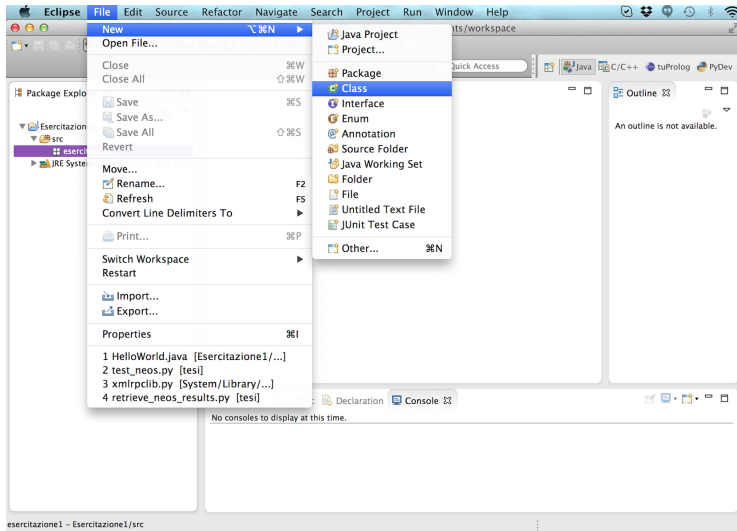 Eclipse File Edit Source Refactor Navigate Search Project Run Window Help
New ⌥⌘N ▶
Open File...
Close ⌘W
Close All ⇧⌘W
Save ⌘S
Save As...
Save All ⇧⌘S
Revert
Move...
Rename... F2
Refresh F5
Convert Line Delimiters To ▶
Print... ⌘P
Switch Workspace ▶
Restart
Import...
Export...
Properties ⌘I
1 HelloWorld.java [Esercitazione1/...]
2 test_neos.py [tesi]
3 xmlrpclib.py [System/Library/...]
4 retrieve_neos_results.py [tesi]
Java Project
Project...
Package
Class
Interface
Enum
Annotation
Source Folder
Java Working Set
Folder
File
Untitled Text File
JUnit Test Case
Other... ⌘N
nts/workspace
Quick Access
Java C/C++ tuProlog PyDev
Package Explo
Esercitazion
src
eserci
JRE Syste
Outline
An outline is not available.
Declaration Console
No consoles to display at this time.
esercitazione1 - Esercitazione1/src